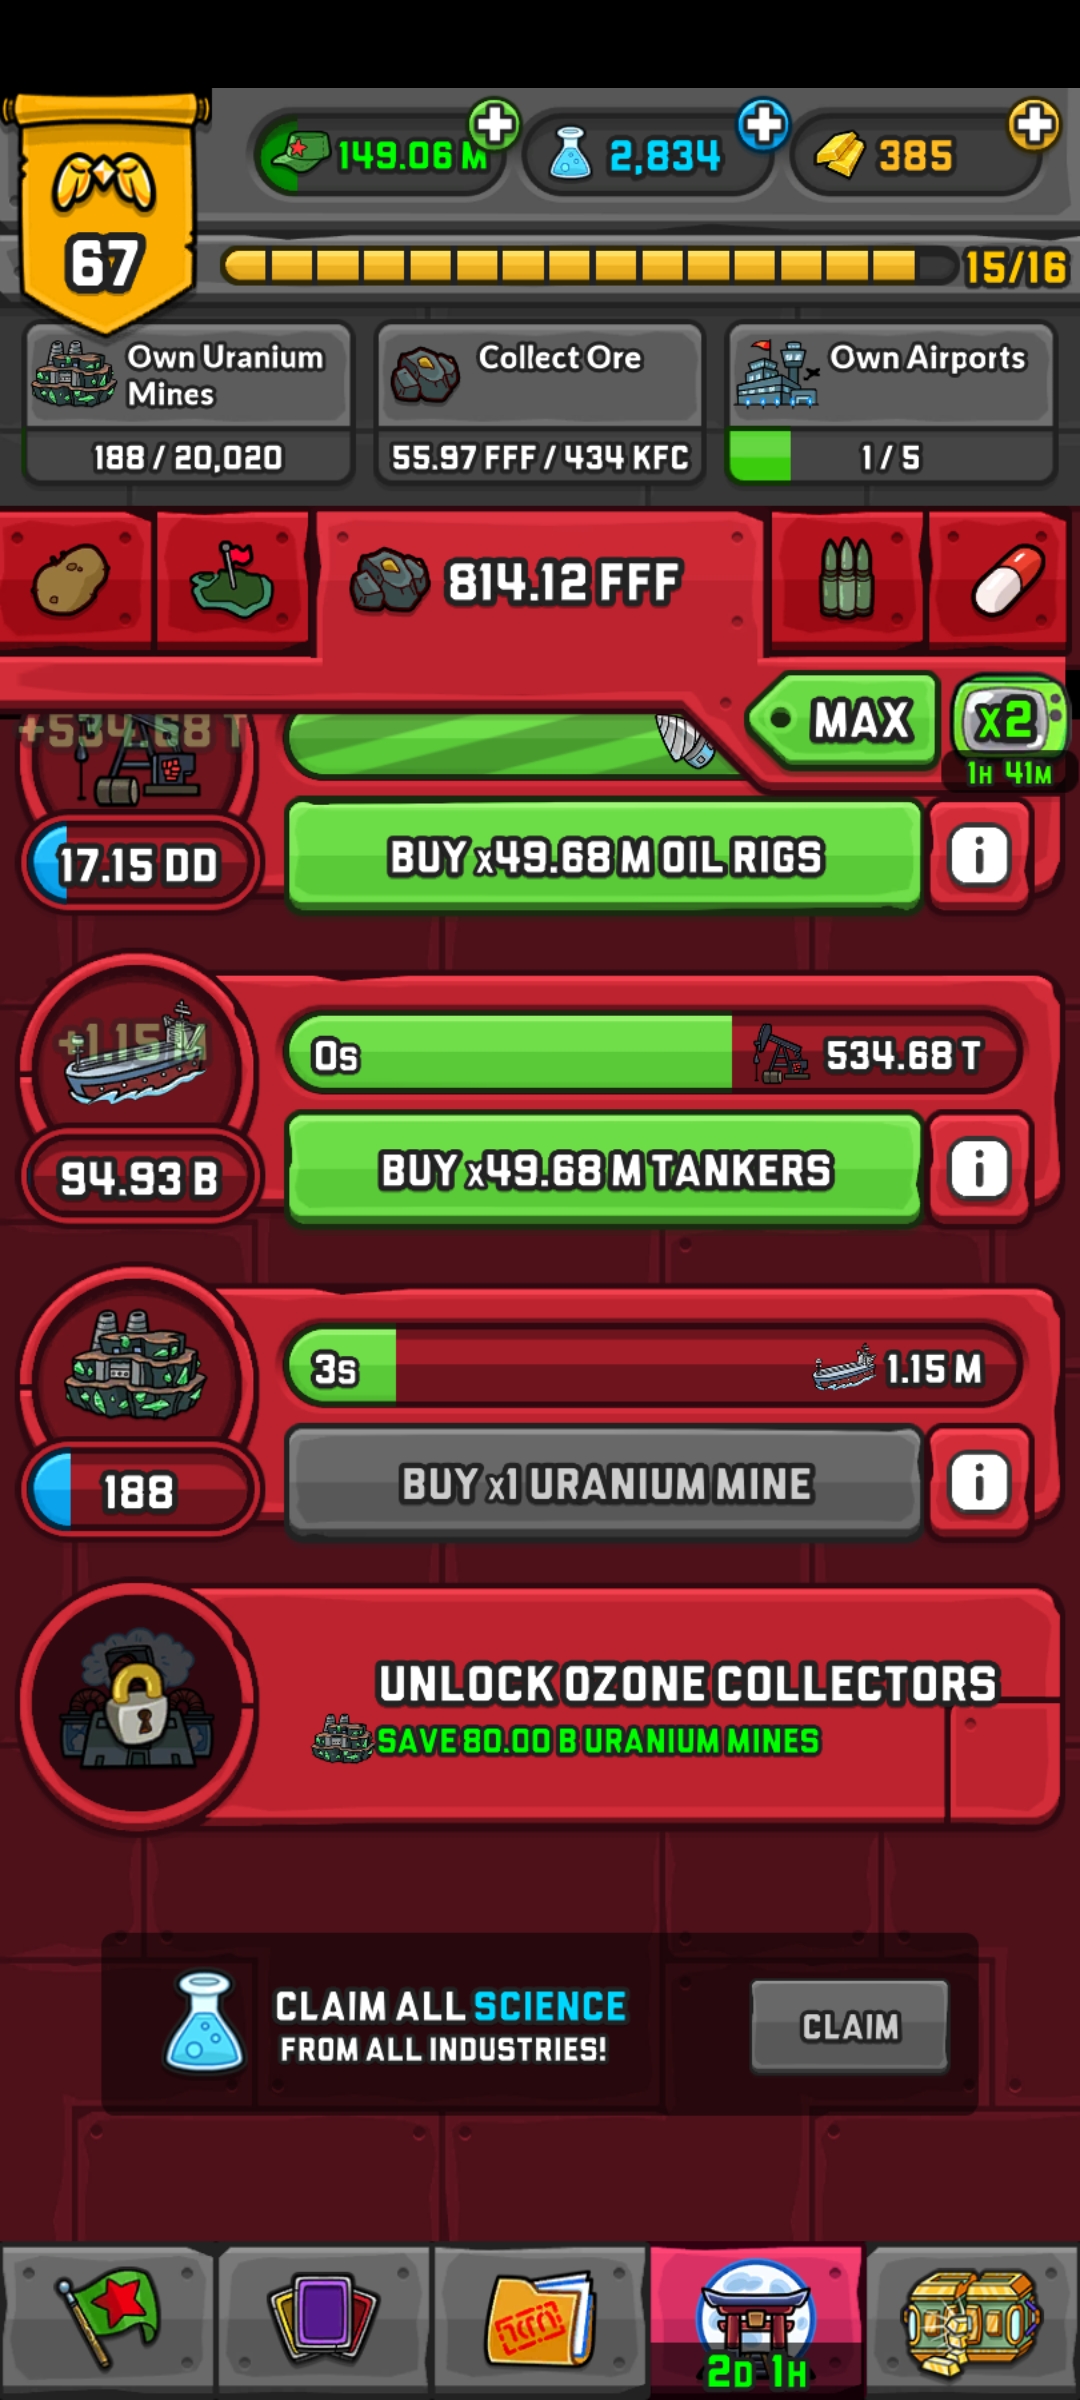 149.06 M
2,834
385
67
15/16
Own Uranium
Mines
188 / 20,020
Collect Ore
55.97 FFF / 434 KFC
Own Airports
1 / 5
814.12 FFF
MAX
x2
1H 41M
+534.68 T
17.15 DD
BUY x49.68 M OIL RIGS
i
+1.15 M
0s
534.68 T
94.93 B
BUY x49.68 M TANKERS
i
3s
1.15 M
188
BUY x1 URANIUM MINE
i
UNLOCK OZONE COLLECTORS
SAVE 80.00 B URANIUM MINES
CLAIM ALL SCIENCE
FROM ALL INDUSTRIES!
CLAIM
2D 1H